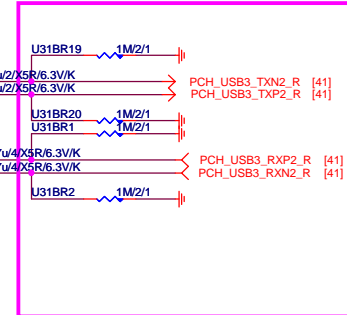 U31BR19 1M/2/1
u/2/X5R/6.3V/K PCH_USB3_TXN2_R [41]
u/2/X5R/6.3V/K PCH_USB3_TXP2_R [41]
U31BR20 1M/2/1
U31BR1 1M/2/1
u/4/X5R/6.3V/K PCH_USB3_RXP2_R [41]
u/4/X5R/6.3V/K PCH_USB3_RXN2_R [41]
U31BR2 1M/2/1